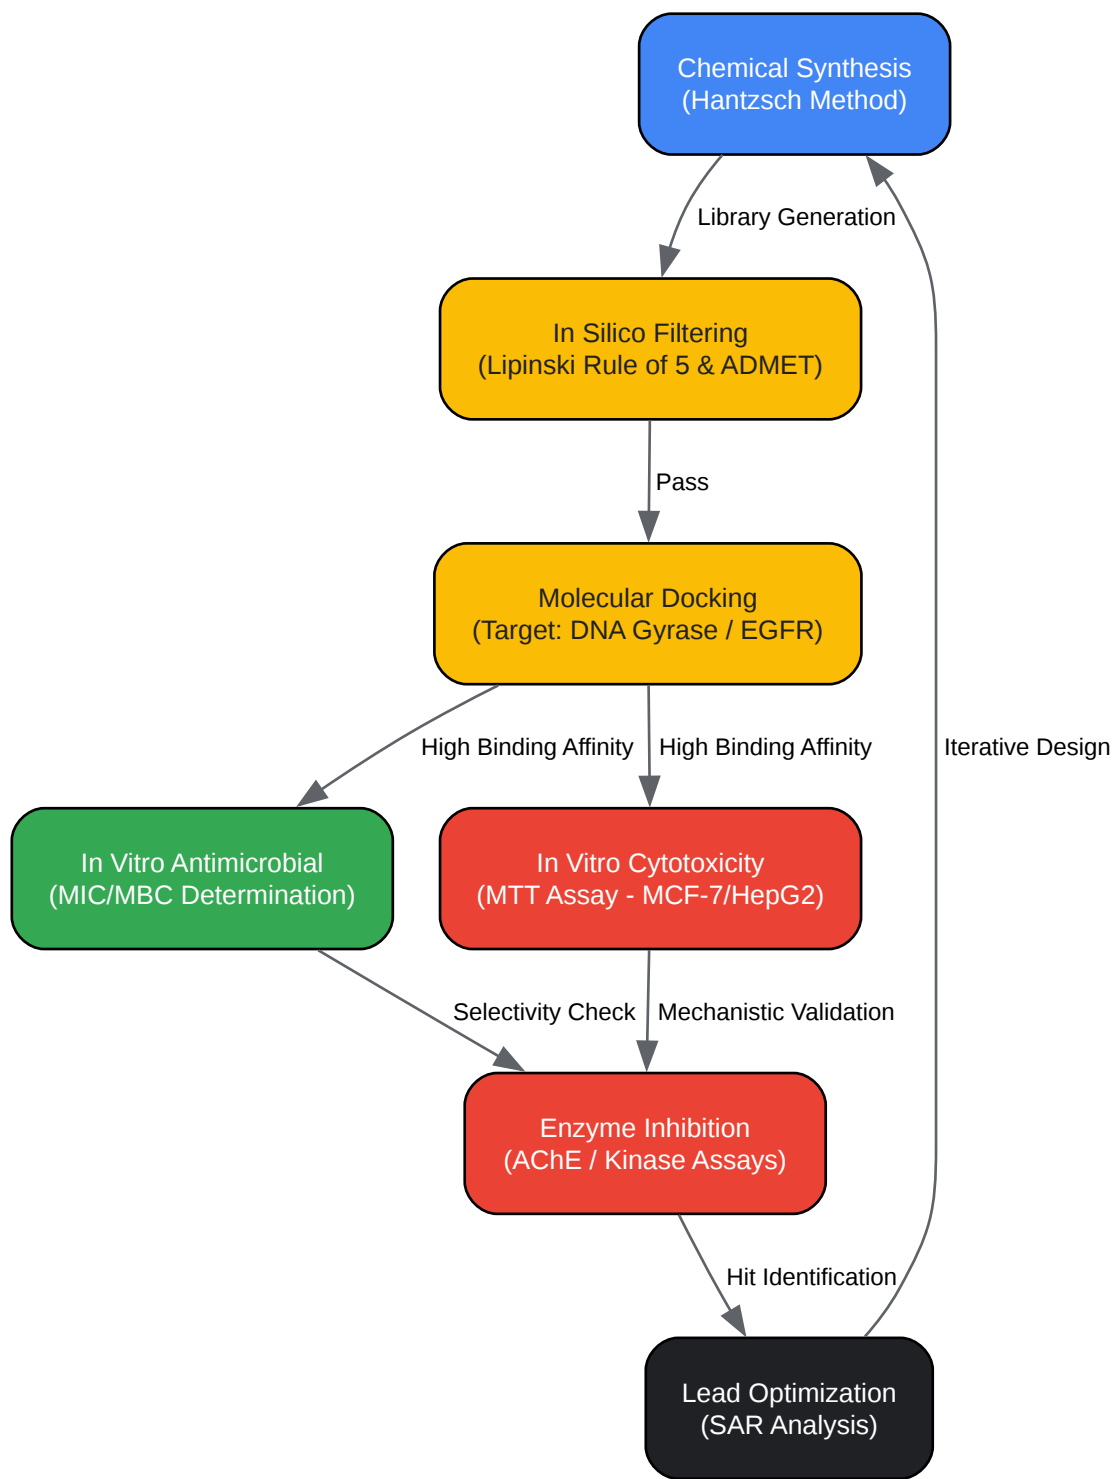 Chemical Synthesis
(Hantzsch Method)
Library Generation
In Silico Filtering
(Lipinski Rule of 5 & ADMET)
Pass
Molecular Docking
(Target: DNA Gyrase / EGFR)
High Binding Affinity
High Binding Affinity
Iterative Design
In Vitro Antimicrobial
(MIC/MBC Determination)
In Vitro Cytotoxicity
(MTT Assay - MCF-7/HepG2)
Selectivity Check
Mechanistic Validation
Enzyme Inhibition
(AChE / Kinase Assays)
Hit Identification
Lead Optimization
(SAR Analysis)